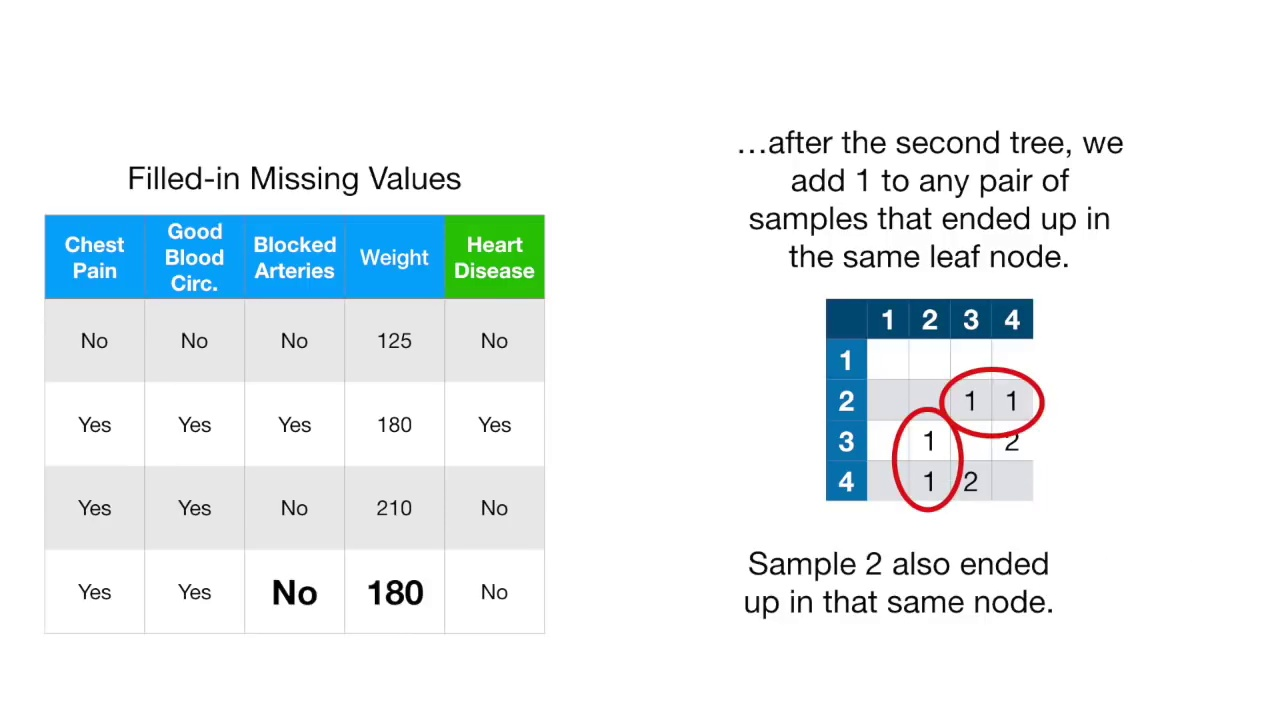 Filled-in Missing Values
Chest Pain Good Blood Circ. Blocked Arteries Weight Heart Disease
No No No 125 No
Yes Yes Yes 180 Yes
Yes Yes No 210 No
Yes Yes No 180 No
…after the second tree, we
add 1 to any pair of
samples that ended up in
the same leaf node.
1 2 3 4
1
2 1 1
3 1 2
4 1 2
Sample 2 also ended
up in that same node.